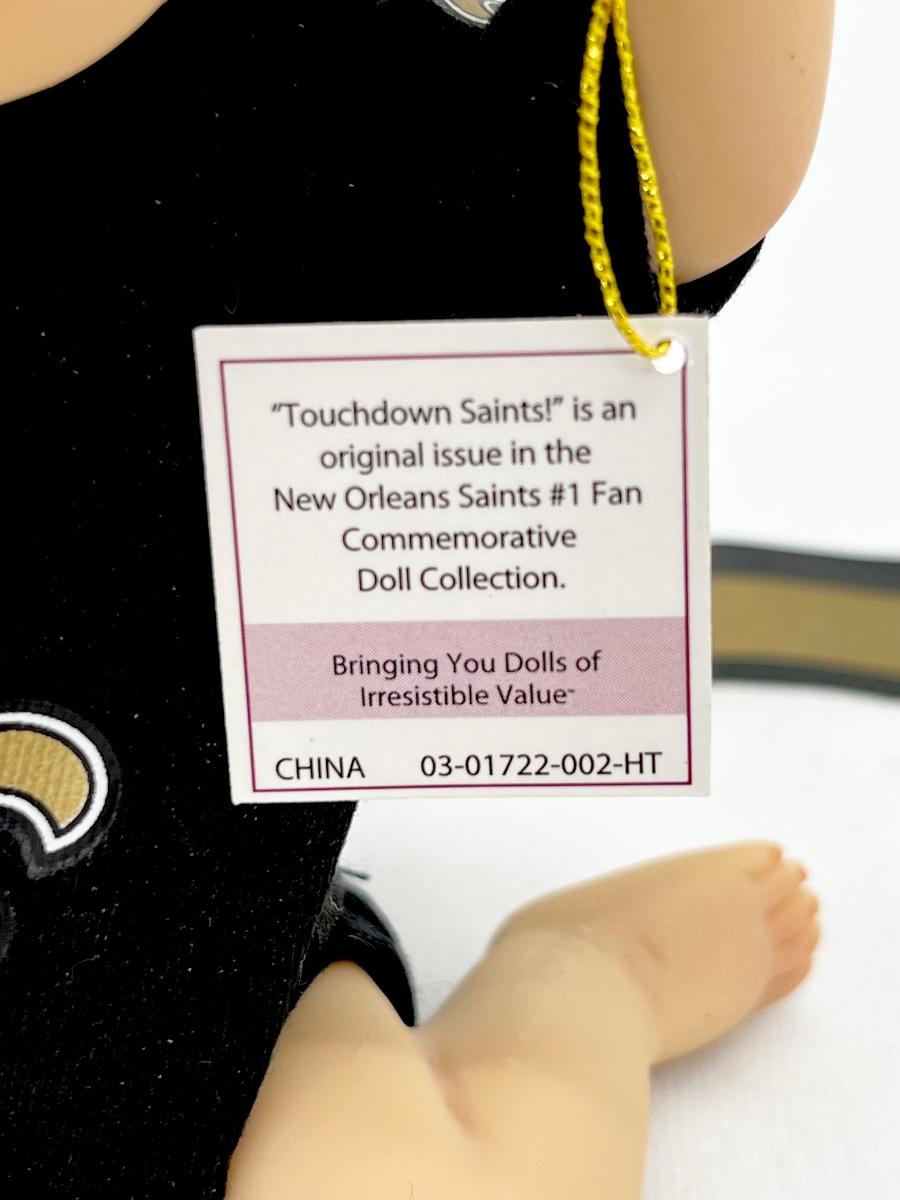 “Touchdown Saints!” is an
original issue in the
New Orleans Saints #1 Fan
Commemorative
Doll Collection.
Bringing You Dolls of
Irresistible Value℠
CHINA 03-01722-002-HT